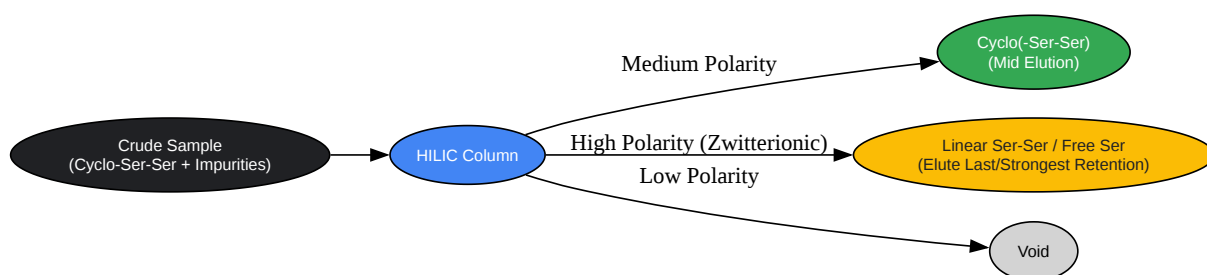 Crude Sample
(Cyclo-Ser-Ser + Impurities)
HILIC Column
Medium Polarity
Cyclo(-Ser-Ser)
(Mid Elution)
High Polarity (Zwitterionic)
Linear Ser-Ser / Free Ser
(Elute Last/Strongest Retention)
Low Polarity
Void